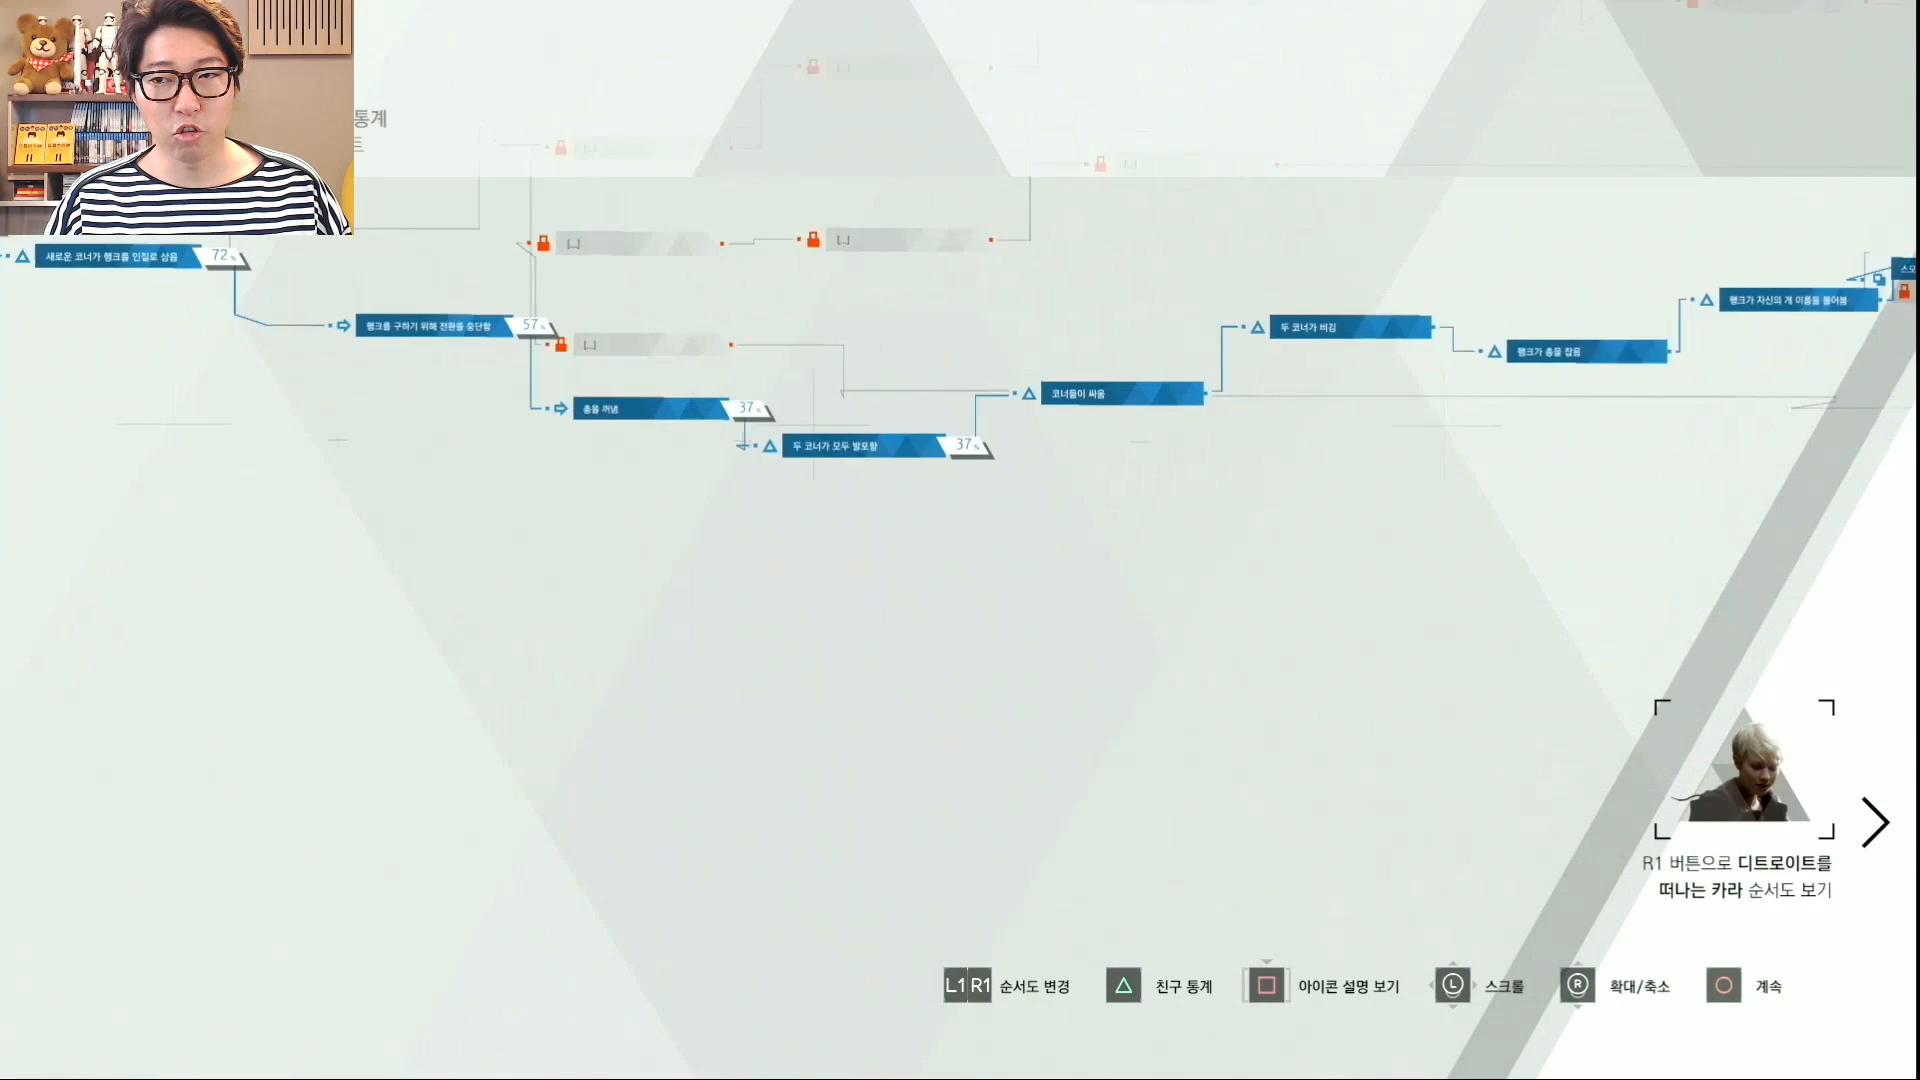 통계
새로운 코너가 행크를 인질로 삼음 72%
행크를 구하기 위해 전환을 중단함 57%
총을 꺼냄 37%
두 코너가 모두 발포함 37%
코너들이 싸움
두 코너가 비김
행크가 총을 잡음
행크가 자신의 개 이름을 물어봄
R1 버튼으로 디트로이트를
떠나는 카라 순서도 보기
L1 R1 순서도 변경 친구 통계 아이콘 설명 보기 L 스크롤 R 확대/축소 계속